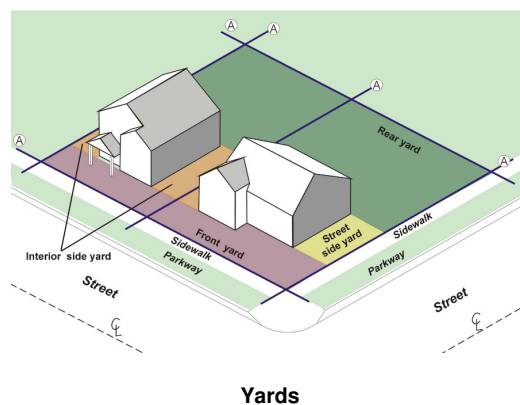 A
A
A
A
A
Rear yard
Interior side yard
Front yard
Street
side yard
Sidewalk
Parkway
Sidewalk
Parkway
Street
Street
℄
℄
Yards